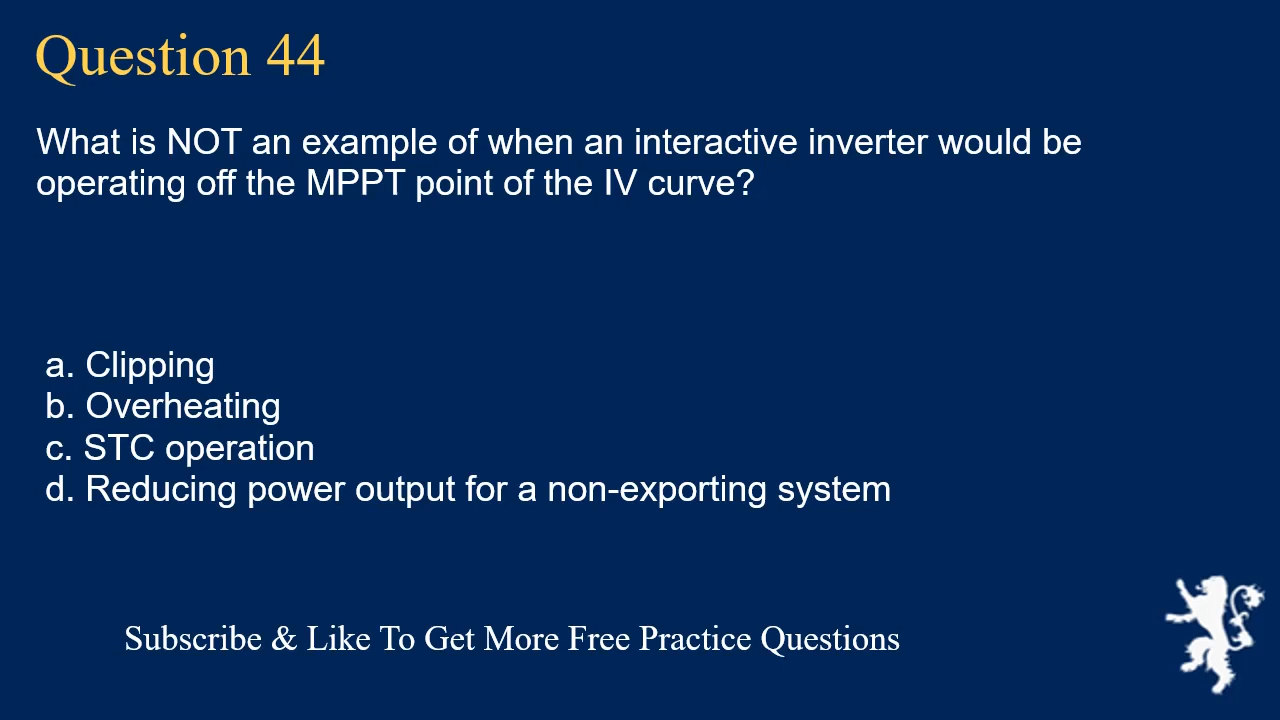 Question 44
What is NOT an example of when an interactive inverter would be
operating off the MPPT point of the IV curve?
a. Clipping
b. Overheating
c. STC operation
d. Reducing power output for a non-exporting system
Subscribe & Like To Get More Free Practice Questions